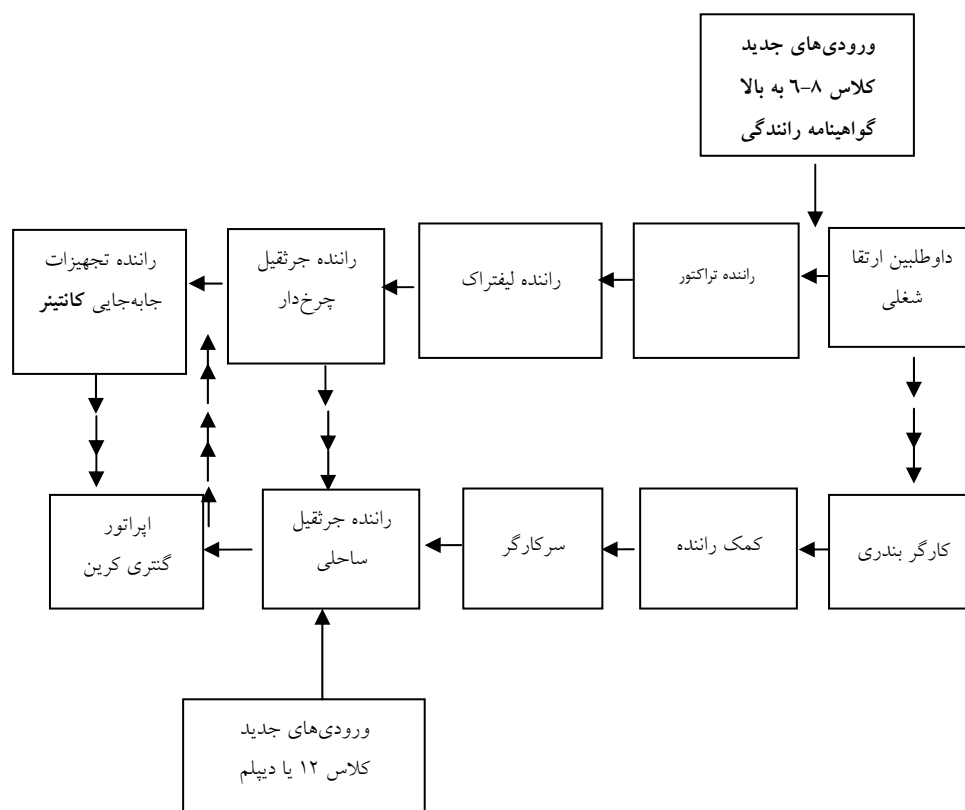 ورودی‌های جدید
کلاس ۸-۶ به بالا
گواهینامه رانندگی
داوطلبین ارتقا
شغلی
راننده تراکتور
راننده لیفتراک
راننده جرثقیل
چرخ‌دار
راننده تجهیزات
جابه‌جایی کانتینر
کارگر بندری
کمک راننده
سرکارگر
راننده جرثقیل
ساحلی
اپراتور
گنتری کرین
ورودی‌های جدید
کلاس ۱۲ یا دیپلم